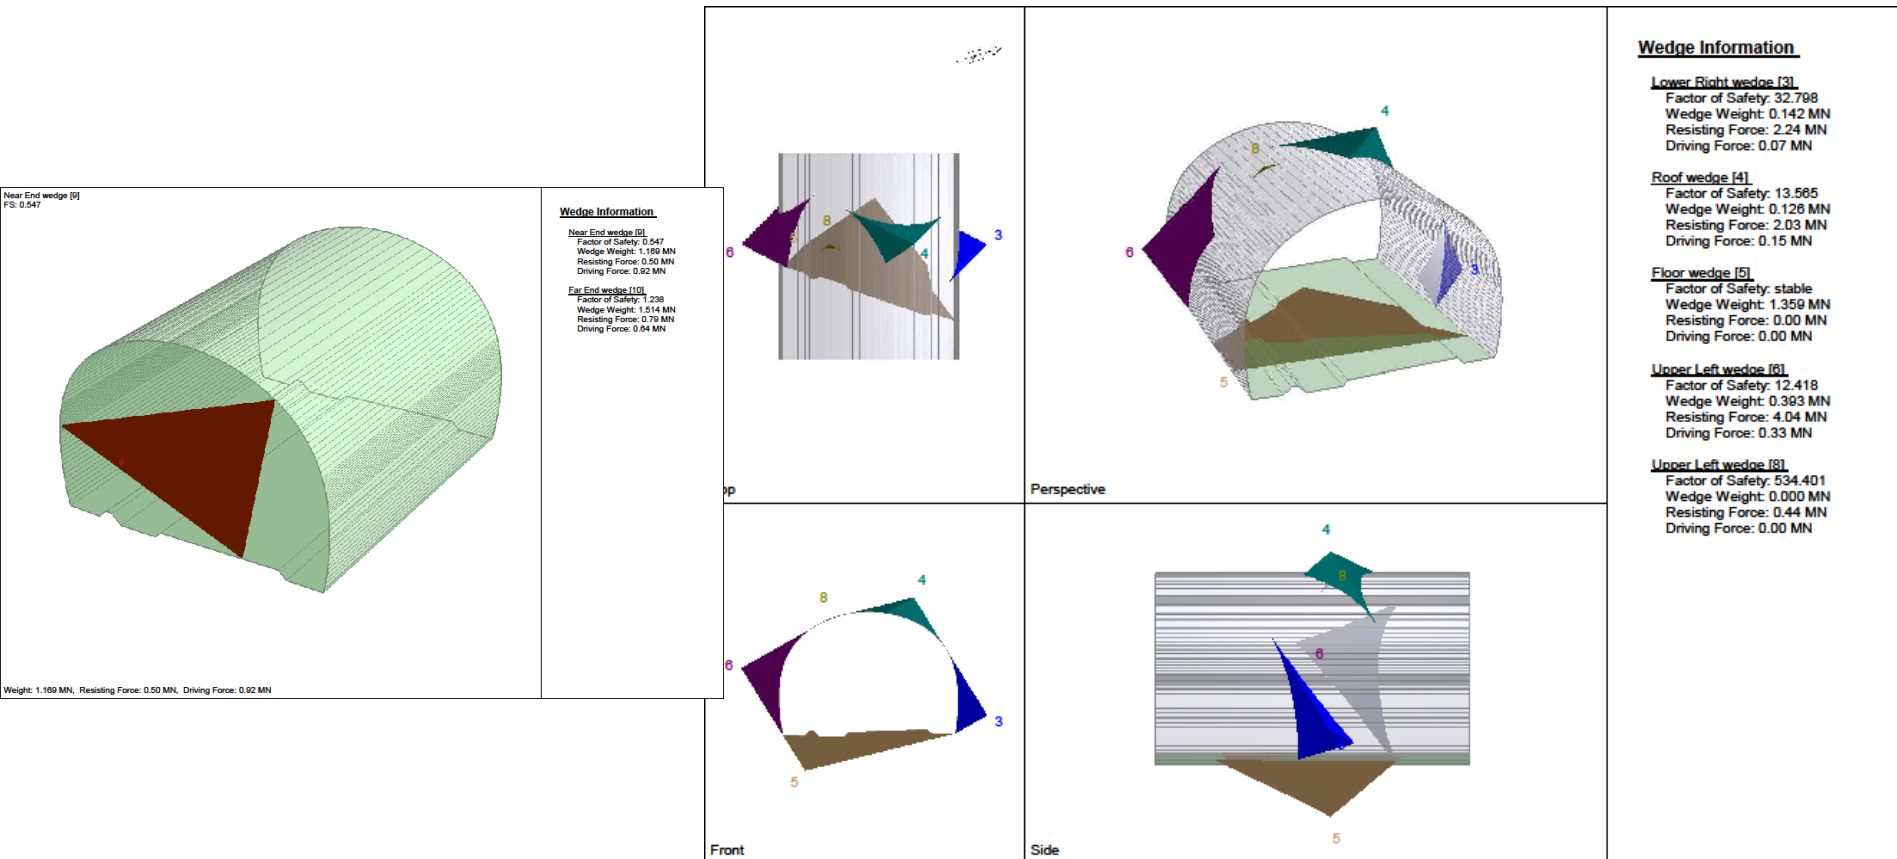 Near End wedge [9]
FS: 0.547
Wedge Information
Near End wedge [9]
Factor of Safety: 0.547
Wedge Weight: 1.169 MN
Resisting Force: 0.50 MN
Driving Force: 0.92 MN
Far End wedge [10]
Factor of Safety: 1.238
Wedge Weight: 1.514 MN
Resisting Force: 0.79 MN
Driving Force: 0.64 MN
9
Weight: 1.169 MN, Resisting Force: 0.50 MN, Driving Force: 0.92 MN
8
6
4
3
5
op
4
8
6
3
5
Perspective
4
8
6
3
5
Front
4
8
6
5
Side
Wedge Information
Lower Right wedge [3]
Factor of Safety: 32.798
Wedge Weight: 0.142 MN
Resisting Force: 2.24 MN
Driving Force: 0.07 MN
Roof wedge [4]
Factor of Safety: 13.565
Wedge Weight: 0.126 MN
Resisting Force: 2.03 MN
Driving Force: 0.15 MN
Floor wedge [5]
Factor of Safety: stable
Wedge Weight: 1.359 MN
Resisting Force: 0.00 MN
Driving Force: 0.00 MN
Upper Left wedge [6]
Factor of Safety: 12.418
Wedge Weight: 0.393 MN
Resisting Force: 4.04 MN
Driving Force: 0.33 MN
Upper Left wedge [8]
Factor of Safety: 534.401
Wedge Weight: 0.000 MN
Resisting Force: 0.44 MN
Driving Force: 0.00 MN